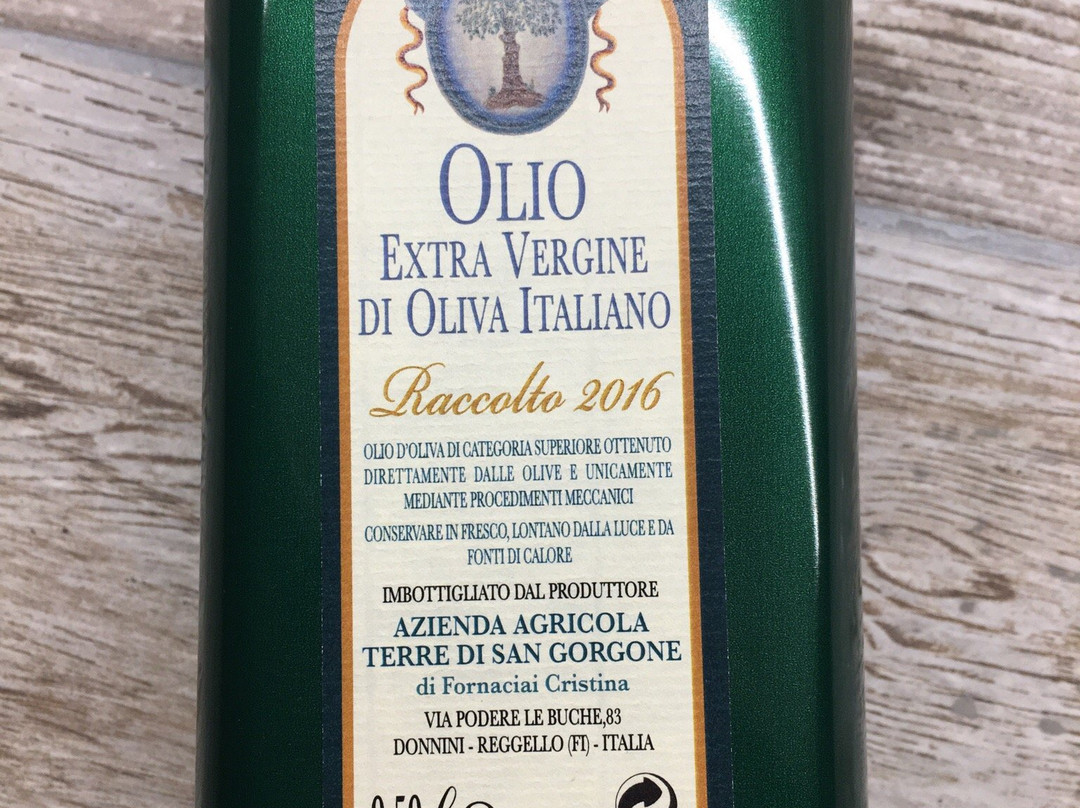 OLIO
EXTRA VERGINE
DI OLIVA ITALIANO
Raccolto 2016
OLIO D'OLIVA DI CATEGORIA SUPERIORE OTTENUTO
DIRETTAMENTE DALLE OLIVE E UNICAMENTE
MEDIANTE PROCEDIMENTI MECCANICI
CONSERVARE IN FRESCO, LONTANO DALLA LUCE E DA
FONTI DI CALORE
IMBOTTIGLIATO DAL PRODUTTORE
AZIENDA AGRICOLA
TERRE DI SAN GORGONE
di Fornaciai Cristina
VIA PODERE LE BUCHE,83
DONNINI - REGGELLO (FI) - ITALIA